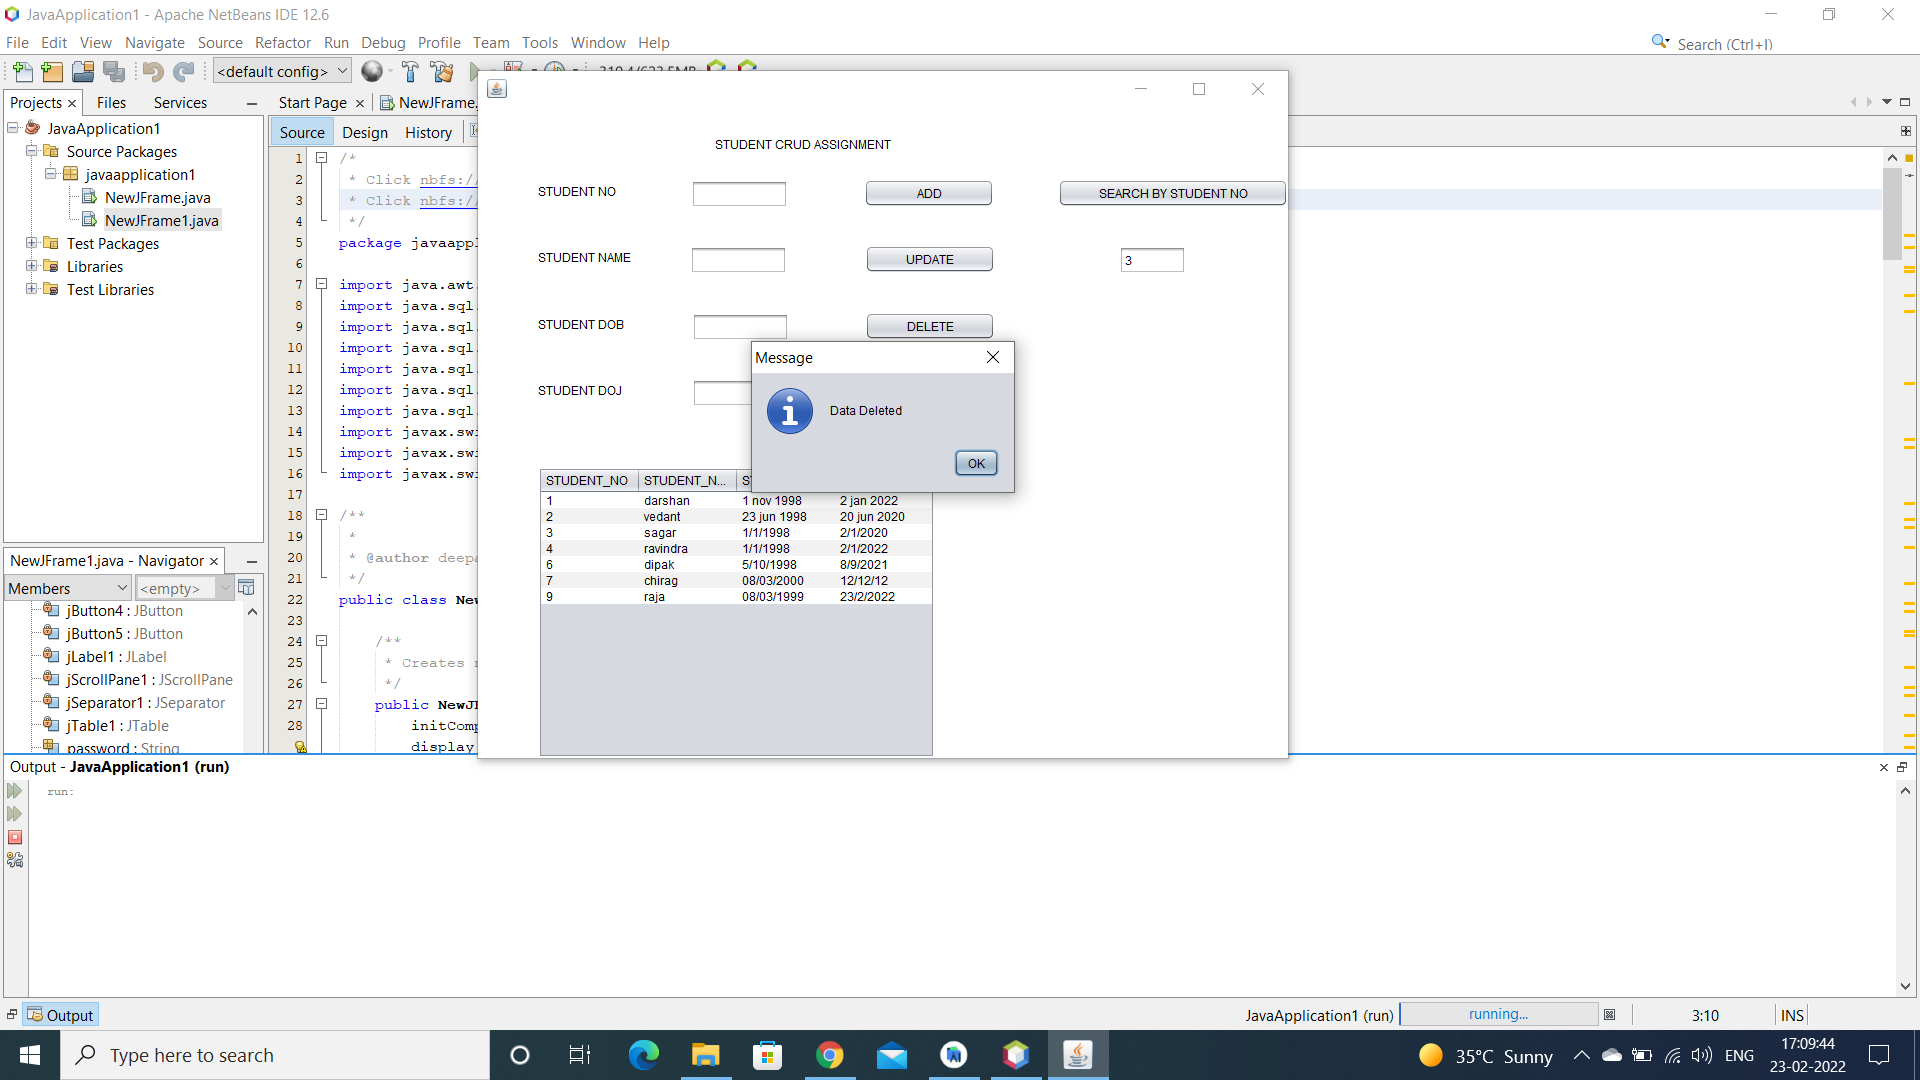 JavaApplication1 - Apache NetBeans IDE 12.6
File Edit View Navigate Source Refactor Run Debug Profile Team Tools Window Help
Search (Ctrl+I)
<default config>
Projects Files Services
Start Page NewJFrame.
JavaApplication1
Source Packages
javaapplication1
NewJFrame.java
NewJFrame1.java
Test Packages
Libraries
Test Libraries
Source Design History
1 /*
2 * Click nbfs://
3 * Click nbfs://
4 */
5 package javaappl
6
7 import java.awt.
8 import java.sql.
9 import java.sql.
10 import java.sql.
11 import java.sql.
12 import java.sql.
13 import java.sql.
14 import javax.swi
15 import javax.swi
16 import javax.swi
17
18 /**
19 *
20 * @author deepa
21 */
22 public class New
23
24 /**
25 * Creates n
26 */
27 public NewJF
28 initComp
display
STUDENT CRUD ASSIGNMENT
STUDENT NO ADD SEARCH BY STUDENT NO
STUDENT NAME UPDATE 3
STUDENT DOB DELETE
STUDENT DOJ
Message
Data Deleted
OK
STUDENT_NO STUDENT_N...
1 darshan 1 nov 1998 2 jan 2022
2 vedant 23 jun 1998 20 jun 2020
3 sagar 1/1/1998 2/1/2020
4 ravindra 1/1/1998 2/1/2022
6 dipak 5/10/1998 8/9/2021
7 chirag 08/03/2000 12/12/12
9 raja 08/03/1999 23/2/2022
NewJFrame1.java - Navigator
Members <empty>
jButton4 : JButton
jButton5 : JButton
jLabel1 : JLabel
jScrollPane1 : JScrollPane
jSeparator1 : JSeparator
jTable1 : JTable
password : String
Output - JavaApplication1 (run)
run:
Output
JavaApplication1 (run) running... 3:10 INS
Type here to search
35°C Sunny ENG
17:09:44
23-02-2022